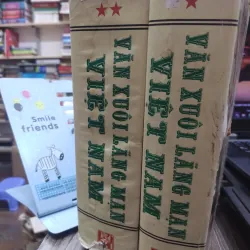 Smile
friends
VĂN XUÔI LÃNG MẠN
VIỆT NAM
VĂN XUÔI LÃNG MẠN
VIỆT NAM